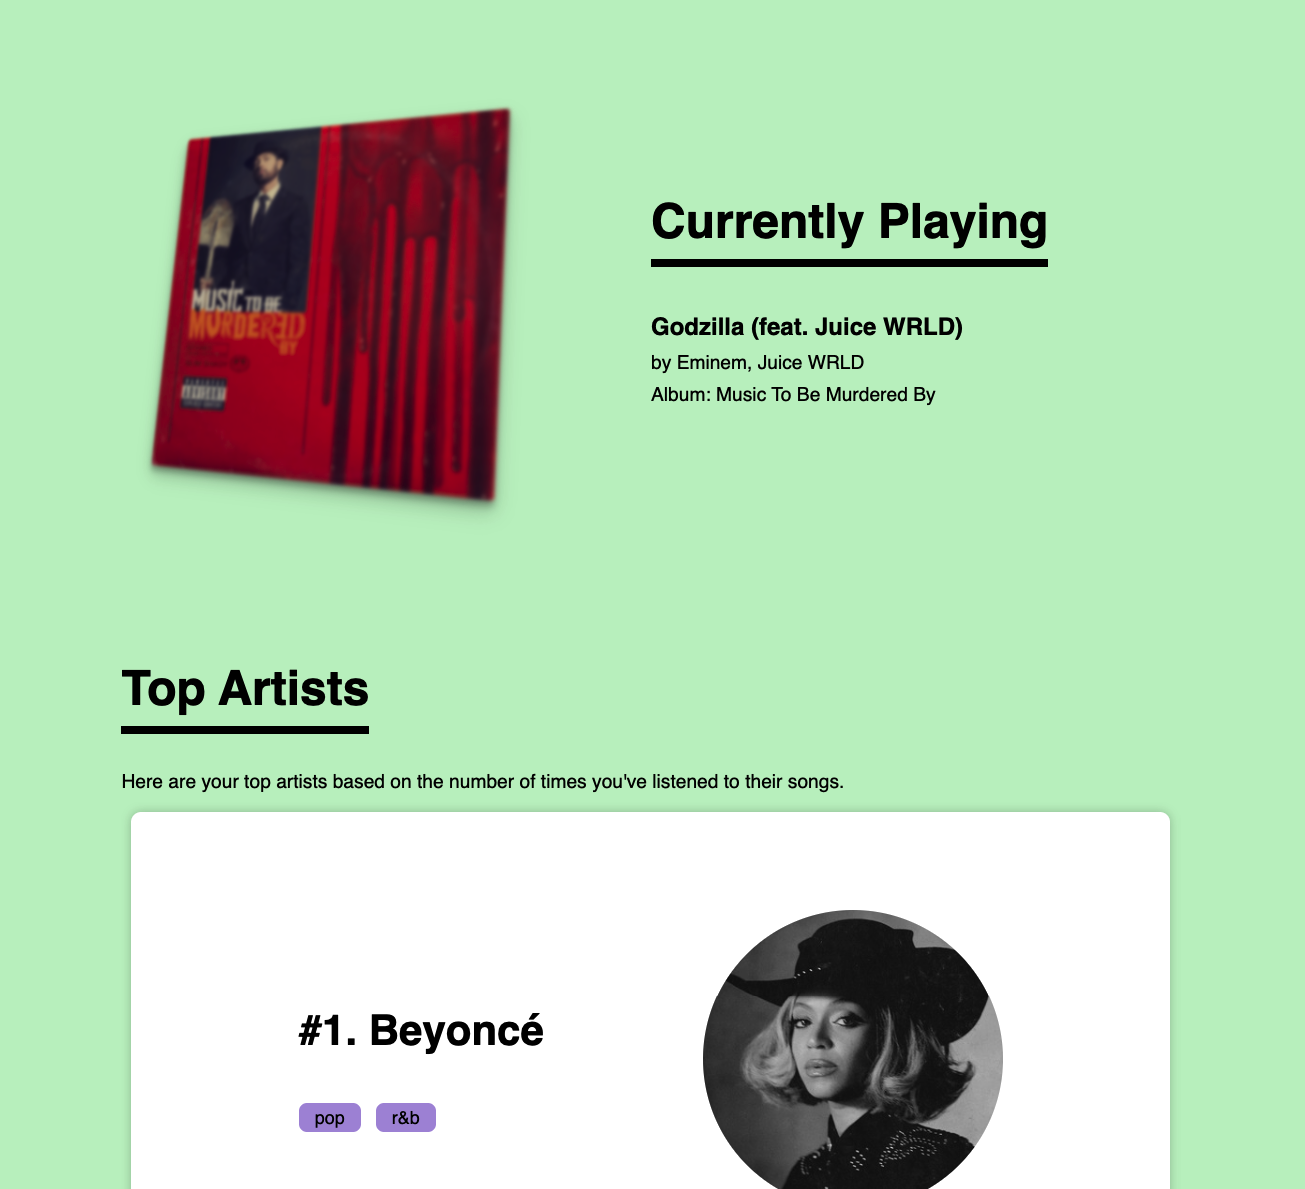 MUSIC TO BE
MURDERED
BY
Currently Playing
Godzilla (feat. Juice WRLD)
by Eminem, Juice WRLD
Album: Music To Be Murdered By
Top Artists
Here are your top artists based on the number of times you've listened to their songs.
#1. Beyoncé
pop
r&b